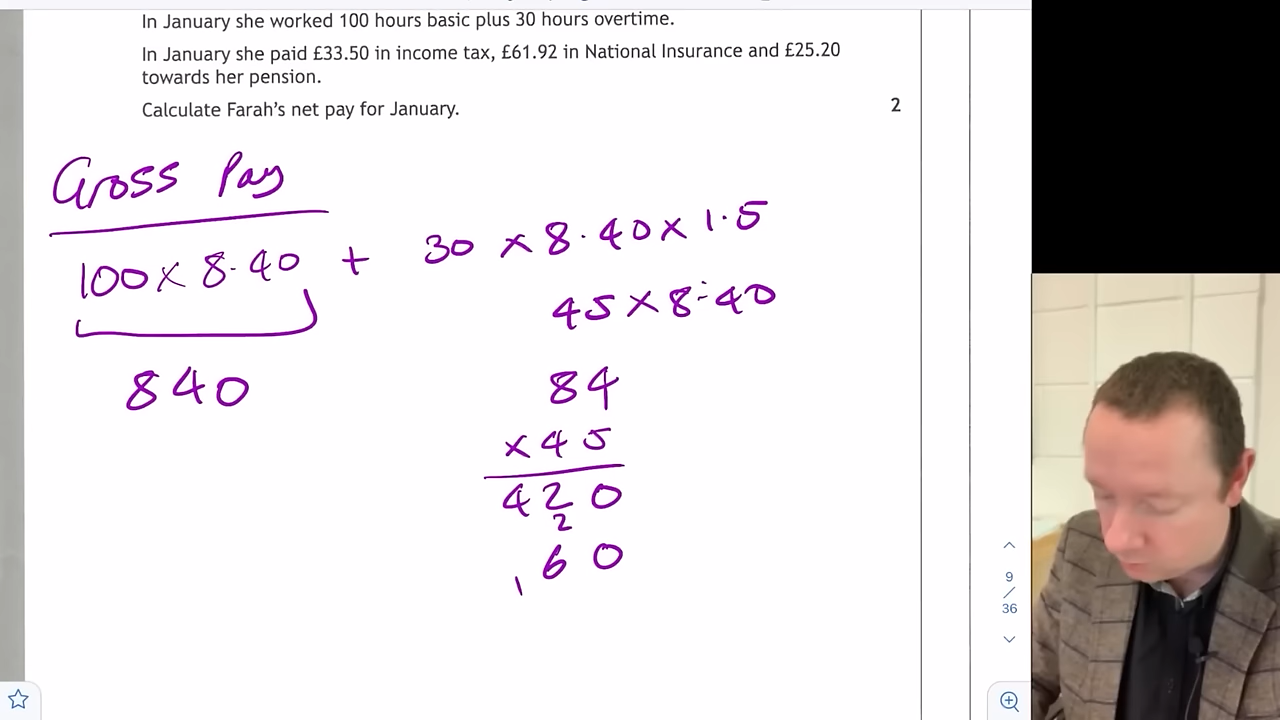 In January she worked 100 hours basic plus 30 hours overtime.
In January she paid £33.50 in income tax, £61.92 in National Insurance and £25.20
towards her pension.
Calculate Farah's net pay for January.
2
Gross Pay
100 x 8.40 + 30 x 8.40 x 1.5
45 x 8.40
840
84
x 45
420
2
60
1
9
/
36